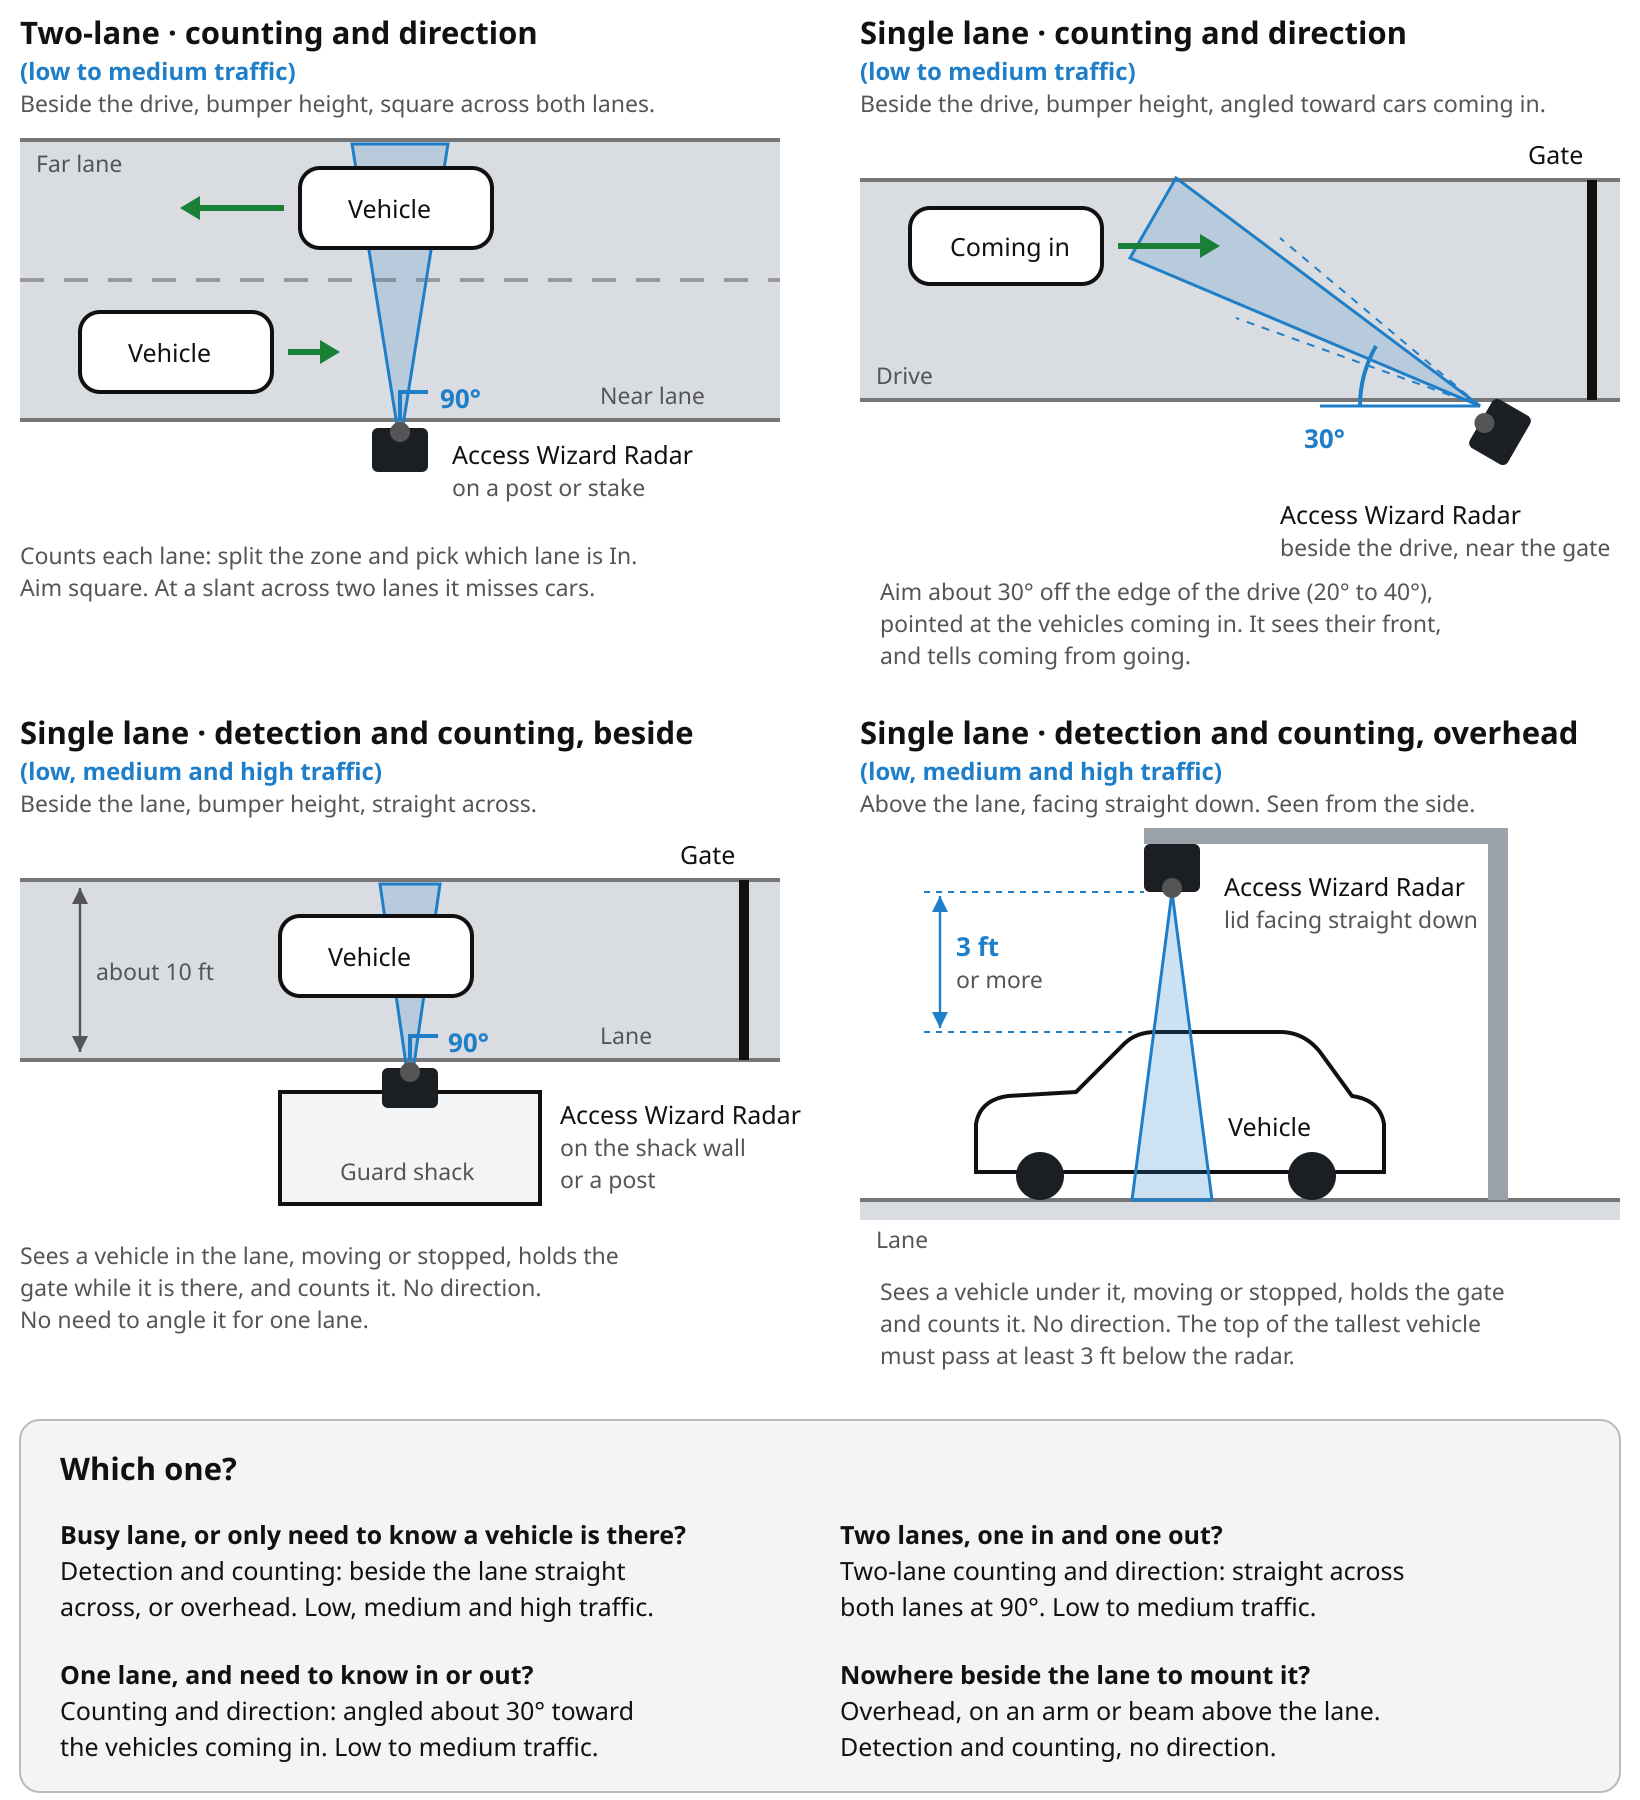 Two-lane · counting and direction
(low to medium traffic)
Beside the drive, bumper height, square across both lanes.
Far lane
Vehicle
Vehicle
90°
Near lane
Access Wizard Radar
on a post or stake
Counts each lane: split the zone and pick which lane is In.
Aim square. At a slant across two lanes it misses cars.
Single lane · counting and direction
(low to medium traffic)
Beside the drive, bumper height, angled toward cars coming in.
Gate
Coming in
Drive
30°
Access Wizard Radar
beside the drive, near the gate
Aim about 30° off the edge of the drive (20° to 40°),
pointed at the vehicles coming in. It sees their front,
and tells coming from going.
Single lane · detection and counting, beside
(low, medium and high traffic)
Beside the lane, bumper height, straight across.
Gate
about 10 ft
Vehicle
90°
Lane
Access Wizard Radar
on the shack wall
or a post
Guard shack
Sees a vehicle in the lane, moving or stopped, holds the
gate while it is there, and counts it. No direction.
No need to angle it for one lane.
Single lane · detection and counting, overhead
(low, medium and high traffic)
Above the lane, facing straight down. Seen from the side.
Access Wizard Radar
lid facing straight down
3 ft
or more
Vehicle
Lane
Sees a vehicle under it, moving or stopped, holds the gate
and counts it. No direction. The top of the tallest vehicle
must pass at least 3 ft below the radar.
Which one?
Busy lane, or only need to know a vehicle is there?
Detection and counting: beside the lane straight
across, or overhead. Low, medium and high traffic.
Two lanes, one in and one out?
Two-lane counting and direction: straight across
both lanes at 90°. Low to medium traffic.
One lane, and need to know in or out?
Counting and direction: angled about 30° toward
the vehicles coming in. Low to medium traffic.
Nowhere beside the lane to mount it?
Overhead, on an arm or beam above the lane.
Detection and counting, no direction.